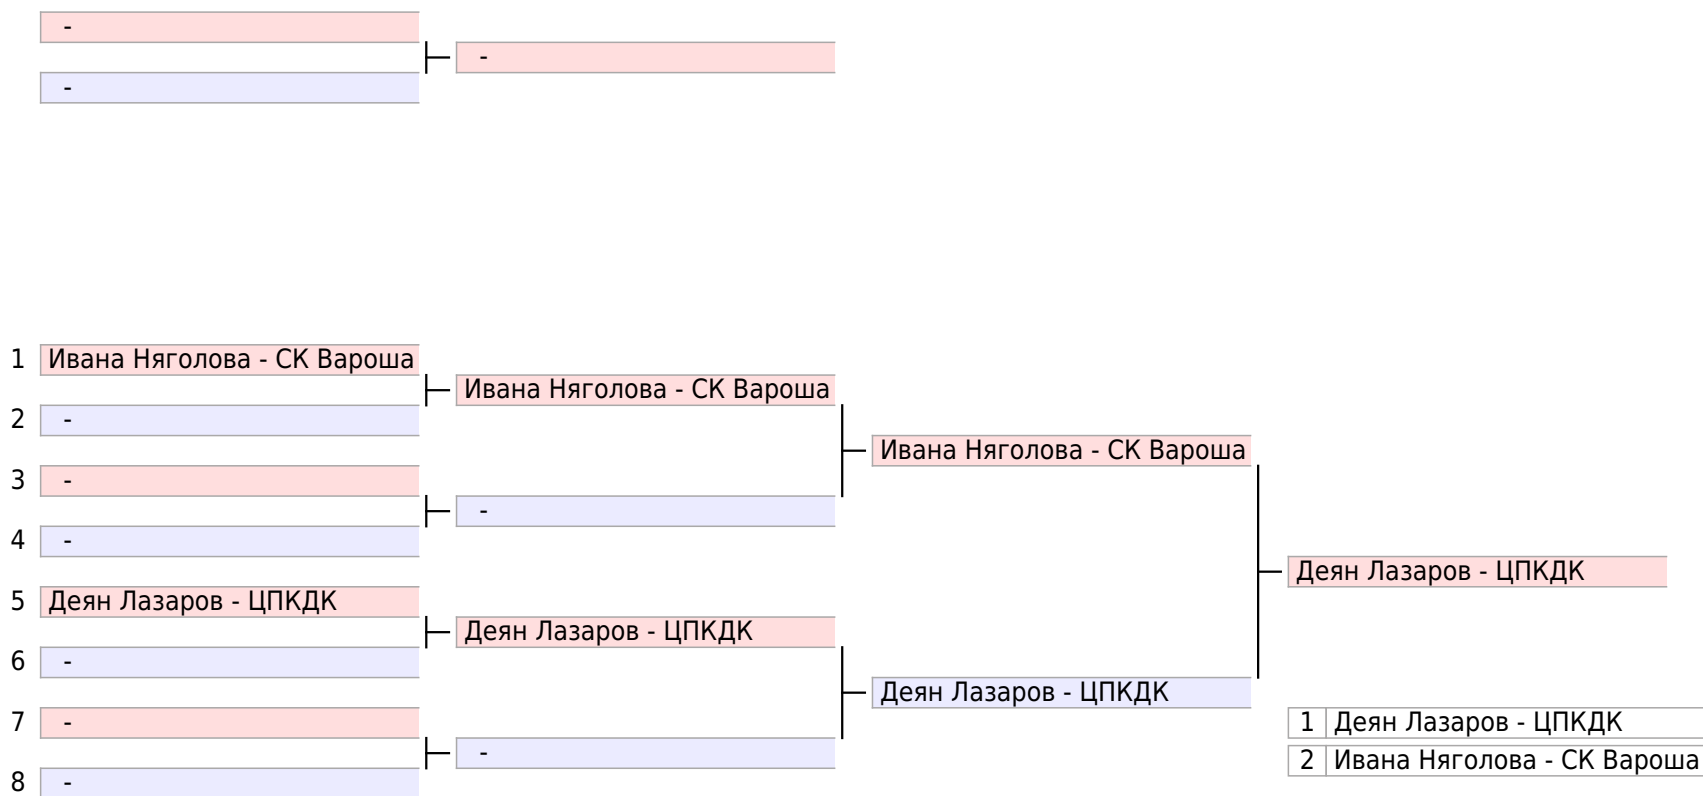 -
-
-
1 Ивана Няголова - СК Вароша
Ивана Няголова - СК Вароша
2 -
Ивана Няголова - СК Вароша
3 -
-
4 -
Деян Лазаров - ЦПКДК
5 Деян Лазаров - ЦПКДК
Деян Лазаров - ЦПКДК
6 -
Деян Лазаров - ЦПКДК
7 -
1 Деян Лазаров - ЦПКДК
-
2 Ивана Няголова - СК Вароша
8 -